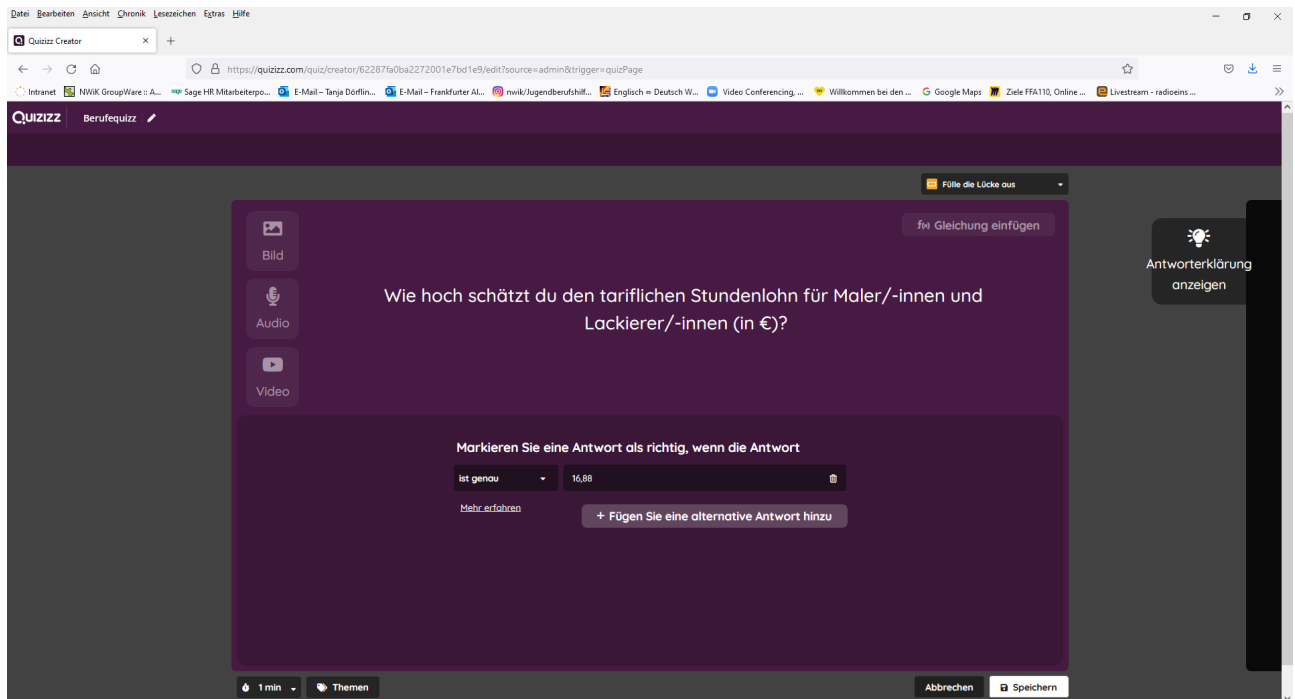 Datei Bearbeiten Ansicht Chronik Lesezeichen Extras Hilfe
Quizizz Creator
https://quizizz.com/quiz/creator/62287fa0ba2272001e7bd1e9/edit?source=admin&trigger=quizPage
Intranet NWiK GroupWare :: A... Sage HR Mitarbeiterpo... E-Mail – Tanja Dörflin... E-Mail – Frankfurter Al... nwik/Jugendberufshilf... Englisch ⇔ Deutsch W... Video Conferencing, ... Willkommen bei den ... Google Maps Ziele FFA110, Online ... Livestream - radioeins ...
QUIZIZZ Berufequizz
Fülle die Lücke aus
Bild
f(x) Gleichung einfügen
Antworterklärung
anzeigen
Audio
Wie hoch schätzt du den tariflichen Stundenlohn für Maler/-innen und
Lackierer/-innen (in €)?
Video
Markieren Sie eine Antwort als richtig, wenn die Antwort
ist genau 16,88
Mehr erfahren
+ Fügen Sie eine alternative Antwort hinzu
1 min Themen Abbrechen Speichern